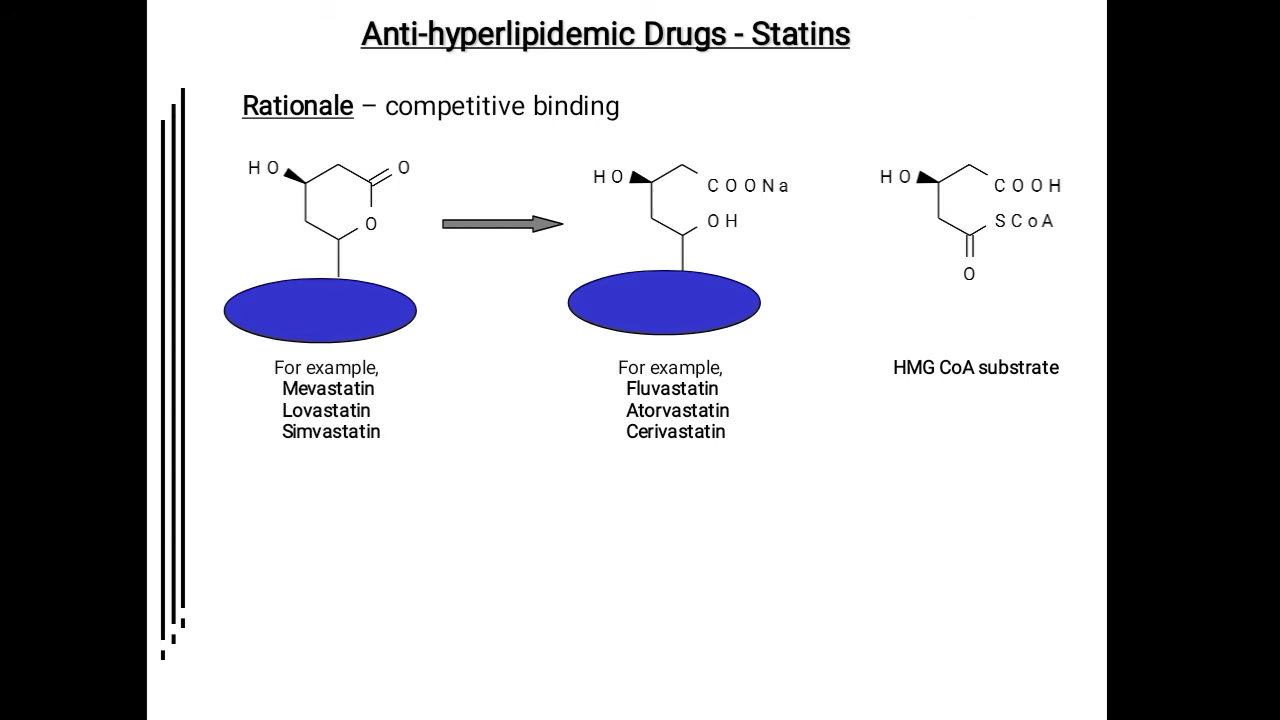 Anti-hyperlipidemic Drugs - Statins
Rationale – competitive binding
HO
O
O
HO
COONa
OH
HO
COOH
SCoA
O
For example,
Mevastatin
Lovastatin
Simvastatin
For example,
Fluvastatin
Atorvastatin
Cerivastatin
HMG CoA substrate